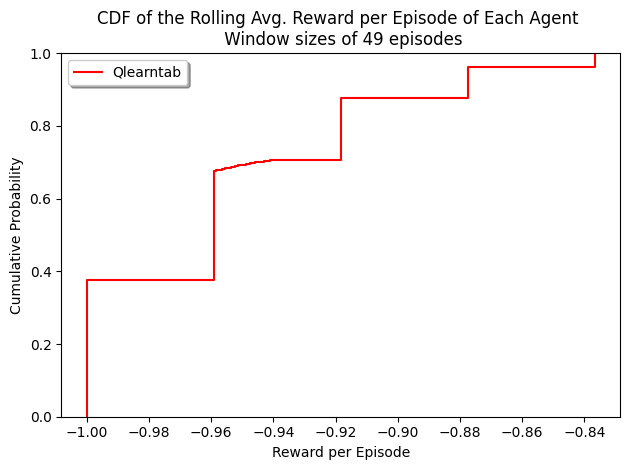 CDF of the Rolling Avg. Reward per Episode of Each Agent
Window sizes of 49 episodes
Qlearntab
1.0
0.8
0.6
0.4
0.2
0.0
Cumulative Probability
−1.00 −0.98 −0.96 −0.94 −0.92 −0.90 −0.88 −0.86 −0.84
Reward per Episode